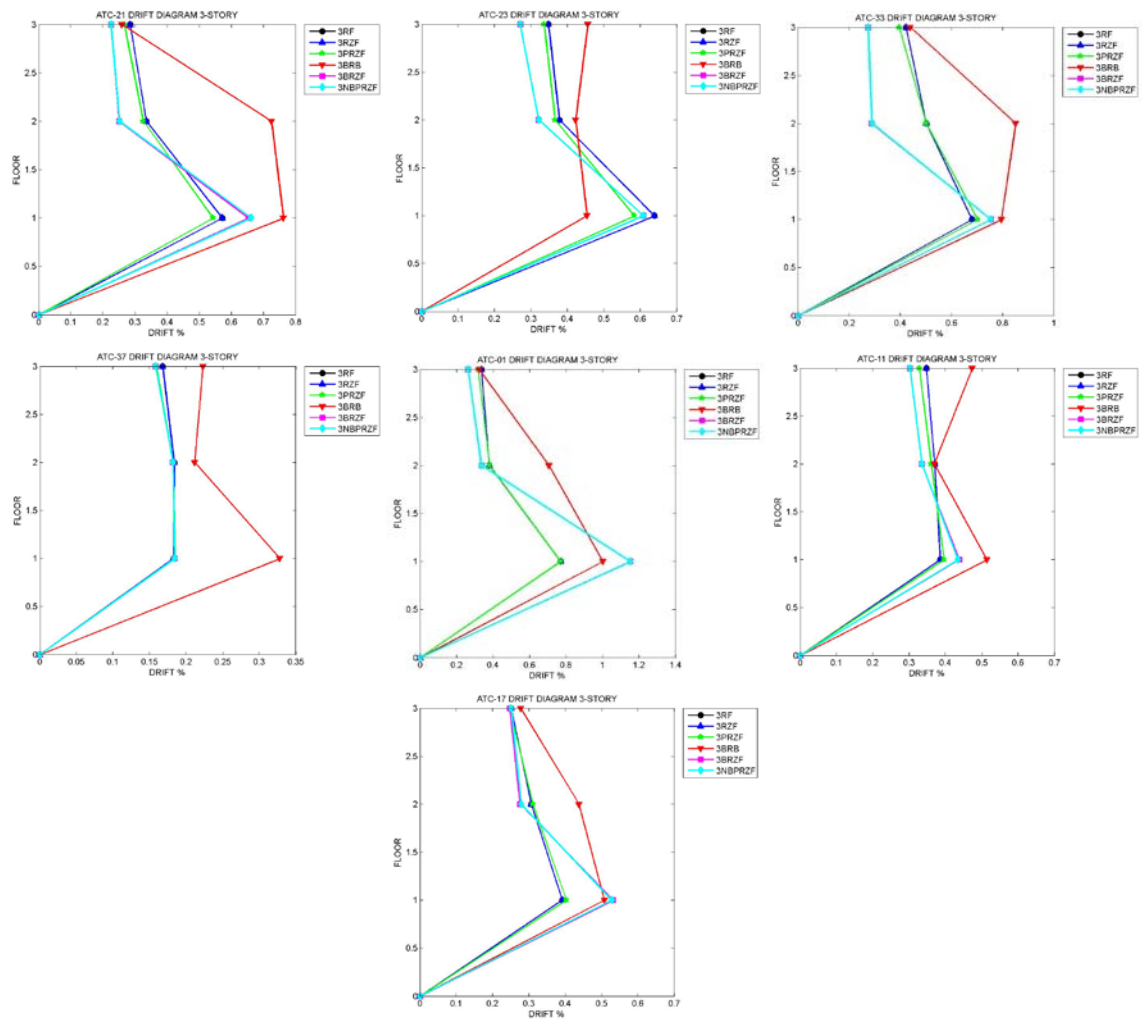 ATC-21 DRIFT DIAGRAM 3-STORY
3RF
3RZF
3PRZF
3BRB
3BRZF
3NBPRZF
FLOOR
3
2.5
2
1.5
1
0.5
0
0 0.1 0.2 0.3 0.4 0.5 0.6 0.7 0.8
DRIFT %
ATC-23 DRIFT DIAGRAM 3-STORY
3RF
3RZF
3PRZF
3BRB
3BRZF
3NBPRZF
FLOOR
3
2.5
2
1.5
1
0.5
0
0 0.1 0.2 0.3 0.4 0.5 0.6 0.7
DRIFT %
ATC-33 DRIFT DIAGRAM 3-STORY
3RF
3RZF
3PRZF
3BRB
3BRZF
3NBPRZF
FLOOR
3
2.5
2
1.5
1
0.5
0 0.2 0.4 0.6 0.8 1
DRIFT %
ATC-37 DRIFT DIAGRAM 3-STORY
3RF
3RZF
3PRZF
3BRB
3BRZF
3NBPRZF
FLOOR
3
2.5
2
1.5
1
0.5
0
0 0.05 0.1 0.15 0.2 0.25 0.3 0.35
DRIFT %
ATC-01 DRIFT DIAGRAM 3-STORY
3RF
3RZF
3PRZF
3BRB
3BRZF
3NBPRZF
FLOOR
3
2.5
2
1.5
1
0.5
0
0 0.2 0.4 0.6 0.8 1 1.2 1.4
DRIFT %
ATC-11 DRIFT DIAGRAM 3-STORY
3RF
3RZF
3PRZF
3BRB
3BRZF
3NBPRZF
FLOOR
3
2.5
2
1.5
1
0.5
0
0 0.1 0.2 0.3 0.4 0.5 0.6 0.7
DRIFT %
ATC-17 DRIFT DIAGRAM 3-STORY
3RF
3RZF
3PRZF
3BRB
3BRZF
3NBPRZF
FLOOR
3
2.5
2
1.5
1
0.5
0
0 0.1 0.2 0.3 0.4 0.5 0.6 0.7
DRIFT %